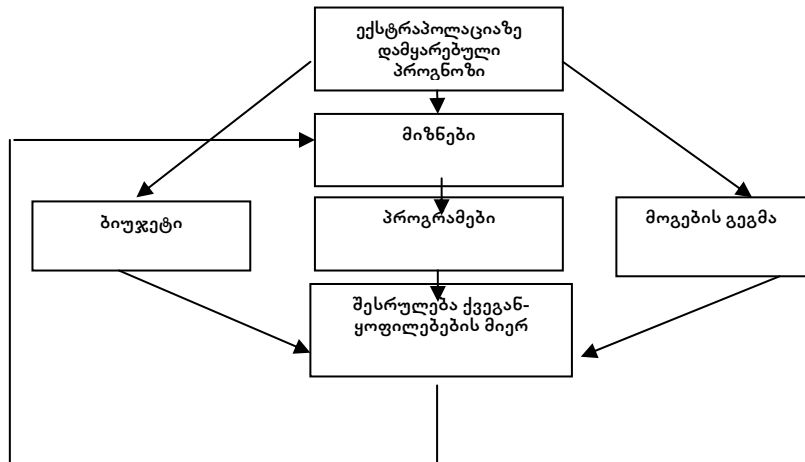 ექსტრაპოლაციაზე
დამყარებული
პროგნოზი
მიზნები
ბიუჯეტი
პროგრამები
მოგების გეგმა
შესრულება ქვეგან-
ყოფილებების მიერ